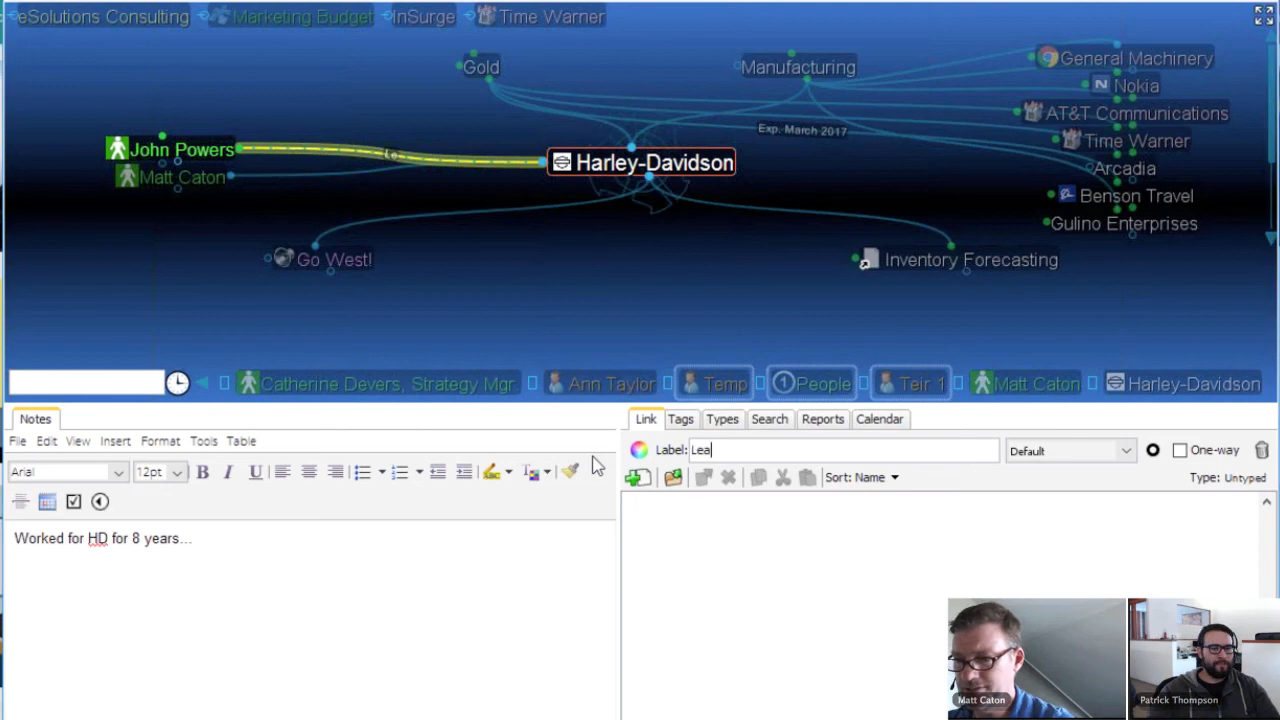 eSolutions Consulting Marketing Budget InSurge Time Warner
Gold Manufacturing General Machinery
Nokia
AT&T Communications
Exp. March 2017
Time Warner
John Powers Harley-Davidson
Matt Caton Arcadia
Benson Travel
Gulino Enterprises
Go West! Inventory Forecasting
Catherine Devers, Strategy Mgr. Ann Taylor Temp People Teir 1 Matt Caton Harley-Davidson
Notes
File Edit View Insert Format Tools Table
Arial 12pt B I U
Worked for HD for 8 years...
Link Tags Types Search Reports Calendar
Label: Lea Default One-way
Sort: Name Type: Untyped
Matt Caton Patrick Thompson